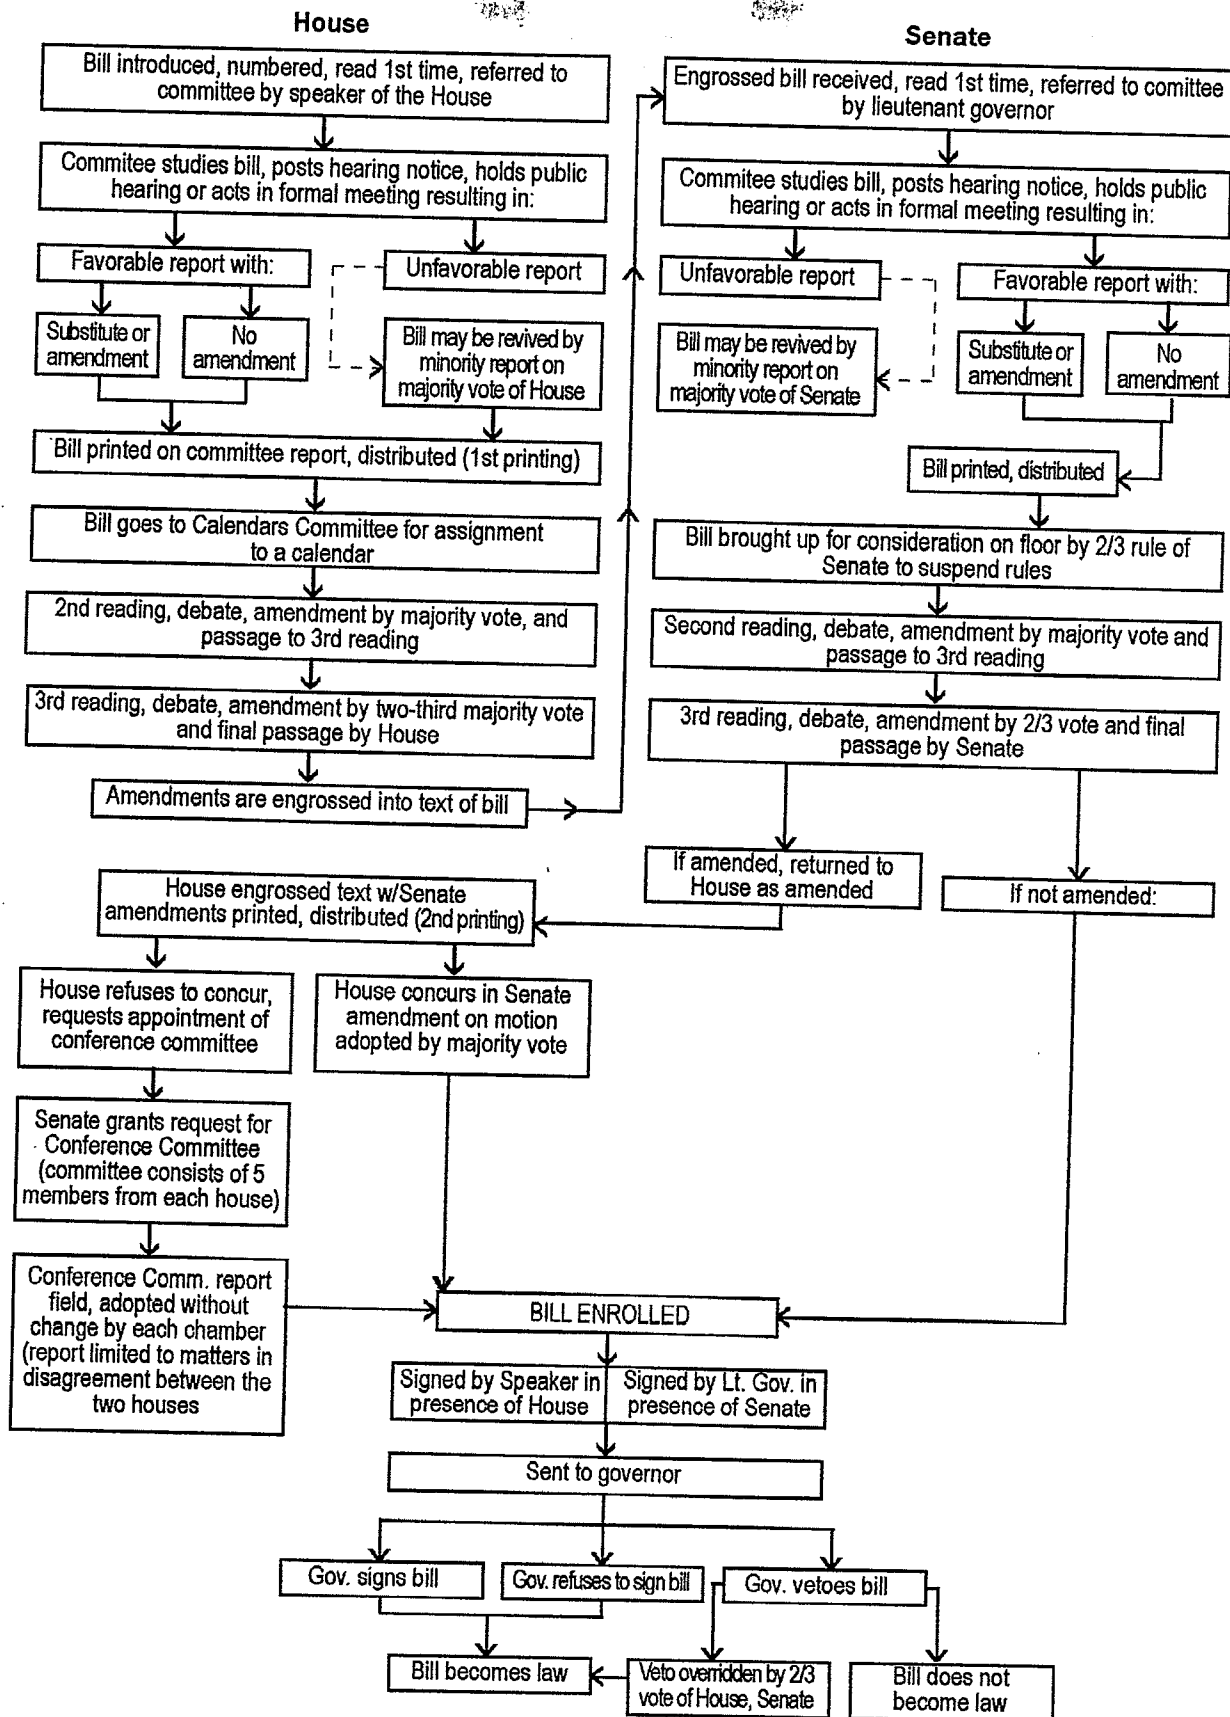 House
Bill introduced, numbered, read 1st time, referred to
committee by speaker of the House
Commitee studies bill, posts hearing notice, holds public
hearing or acts in formal meeting resulting in:
Favorable report with:
Unfavorable report
Substitute or
amendment
No
amendment
Bill may be revived by
minority report on
majority vote of House
Bill printed on committee report, distributed (1st printing)
Bill goes to Calendars Committee for assignment
to a calendar
2nd reading, debate, amendment by majority vote, and
passage to 3rd reading
3rd reading, debate, amendment by two-third majority vote
and final passage by House
Amendments are engrossed into text of bill
Senate
Engrossed bill received, read 1st time, referred to comittee
by lieutenant governor
Commitee studies bill, posts hearing notice, holds public
hearing or acts in formal meeting resulting in:
Unfavorable report
Favorable report with:
Bill may be revived by
minority report on
majority vote of Senate
Substitute or
amendment
No
amendment
Bill printed, distributed
Bill brought up for consideration on floor by 2/3 rule of
Senate to suspend rules
Second reading, debate, amendment by majority vote and
passage to 3rd reading
3rd reading, debate, amendment by 2/3 vote and final
passage by Senate
If amended, returned to
House as amended
If not amended:
House engrossed text w/Senate
amendments printed, distributed (2nd printing)
House refuses to concur,
requests appointment of
conference committee
House concurs in Senate
amendment on motion
adopted by majority vote
Senate grants request for
Conference Committee
(committee consists of 5
members from each house)
Conference Comm. report
field, adopted without
change by each chamber
(report limited to matters in
disagreement between the
two houses
BILL ENROLLED
Signed by Speaker in
presence of House
Signed by Lt. Gov. in
presence of Senate
Sent to governor
Gov. signs bill
Gov. refuses to sign bill
Gov. vetoes bill
Bill becomes law
Veto overridden by 2/3
vote of House, Senate
Bill does not
become law